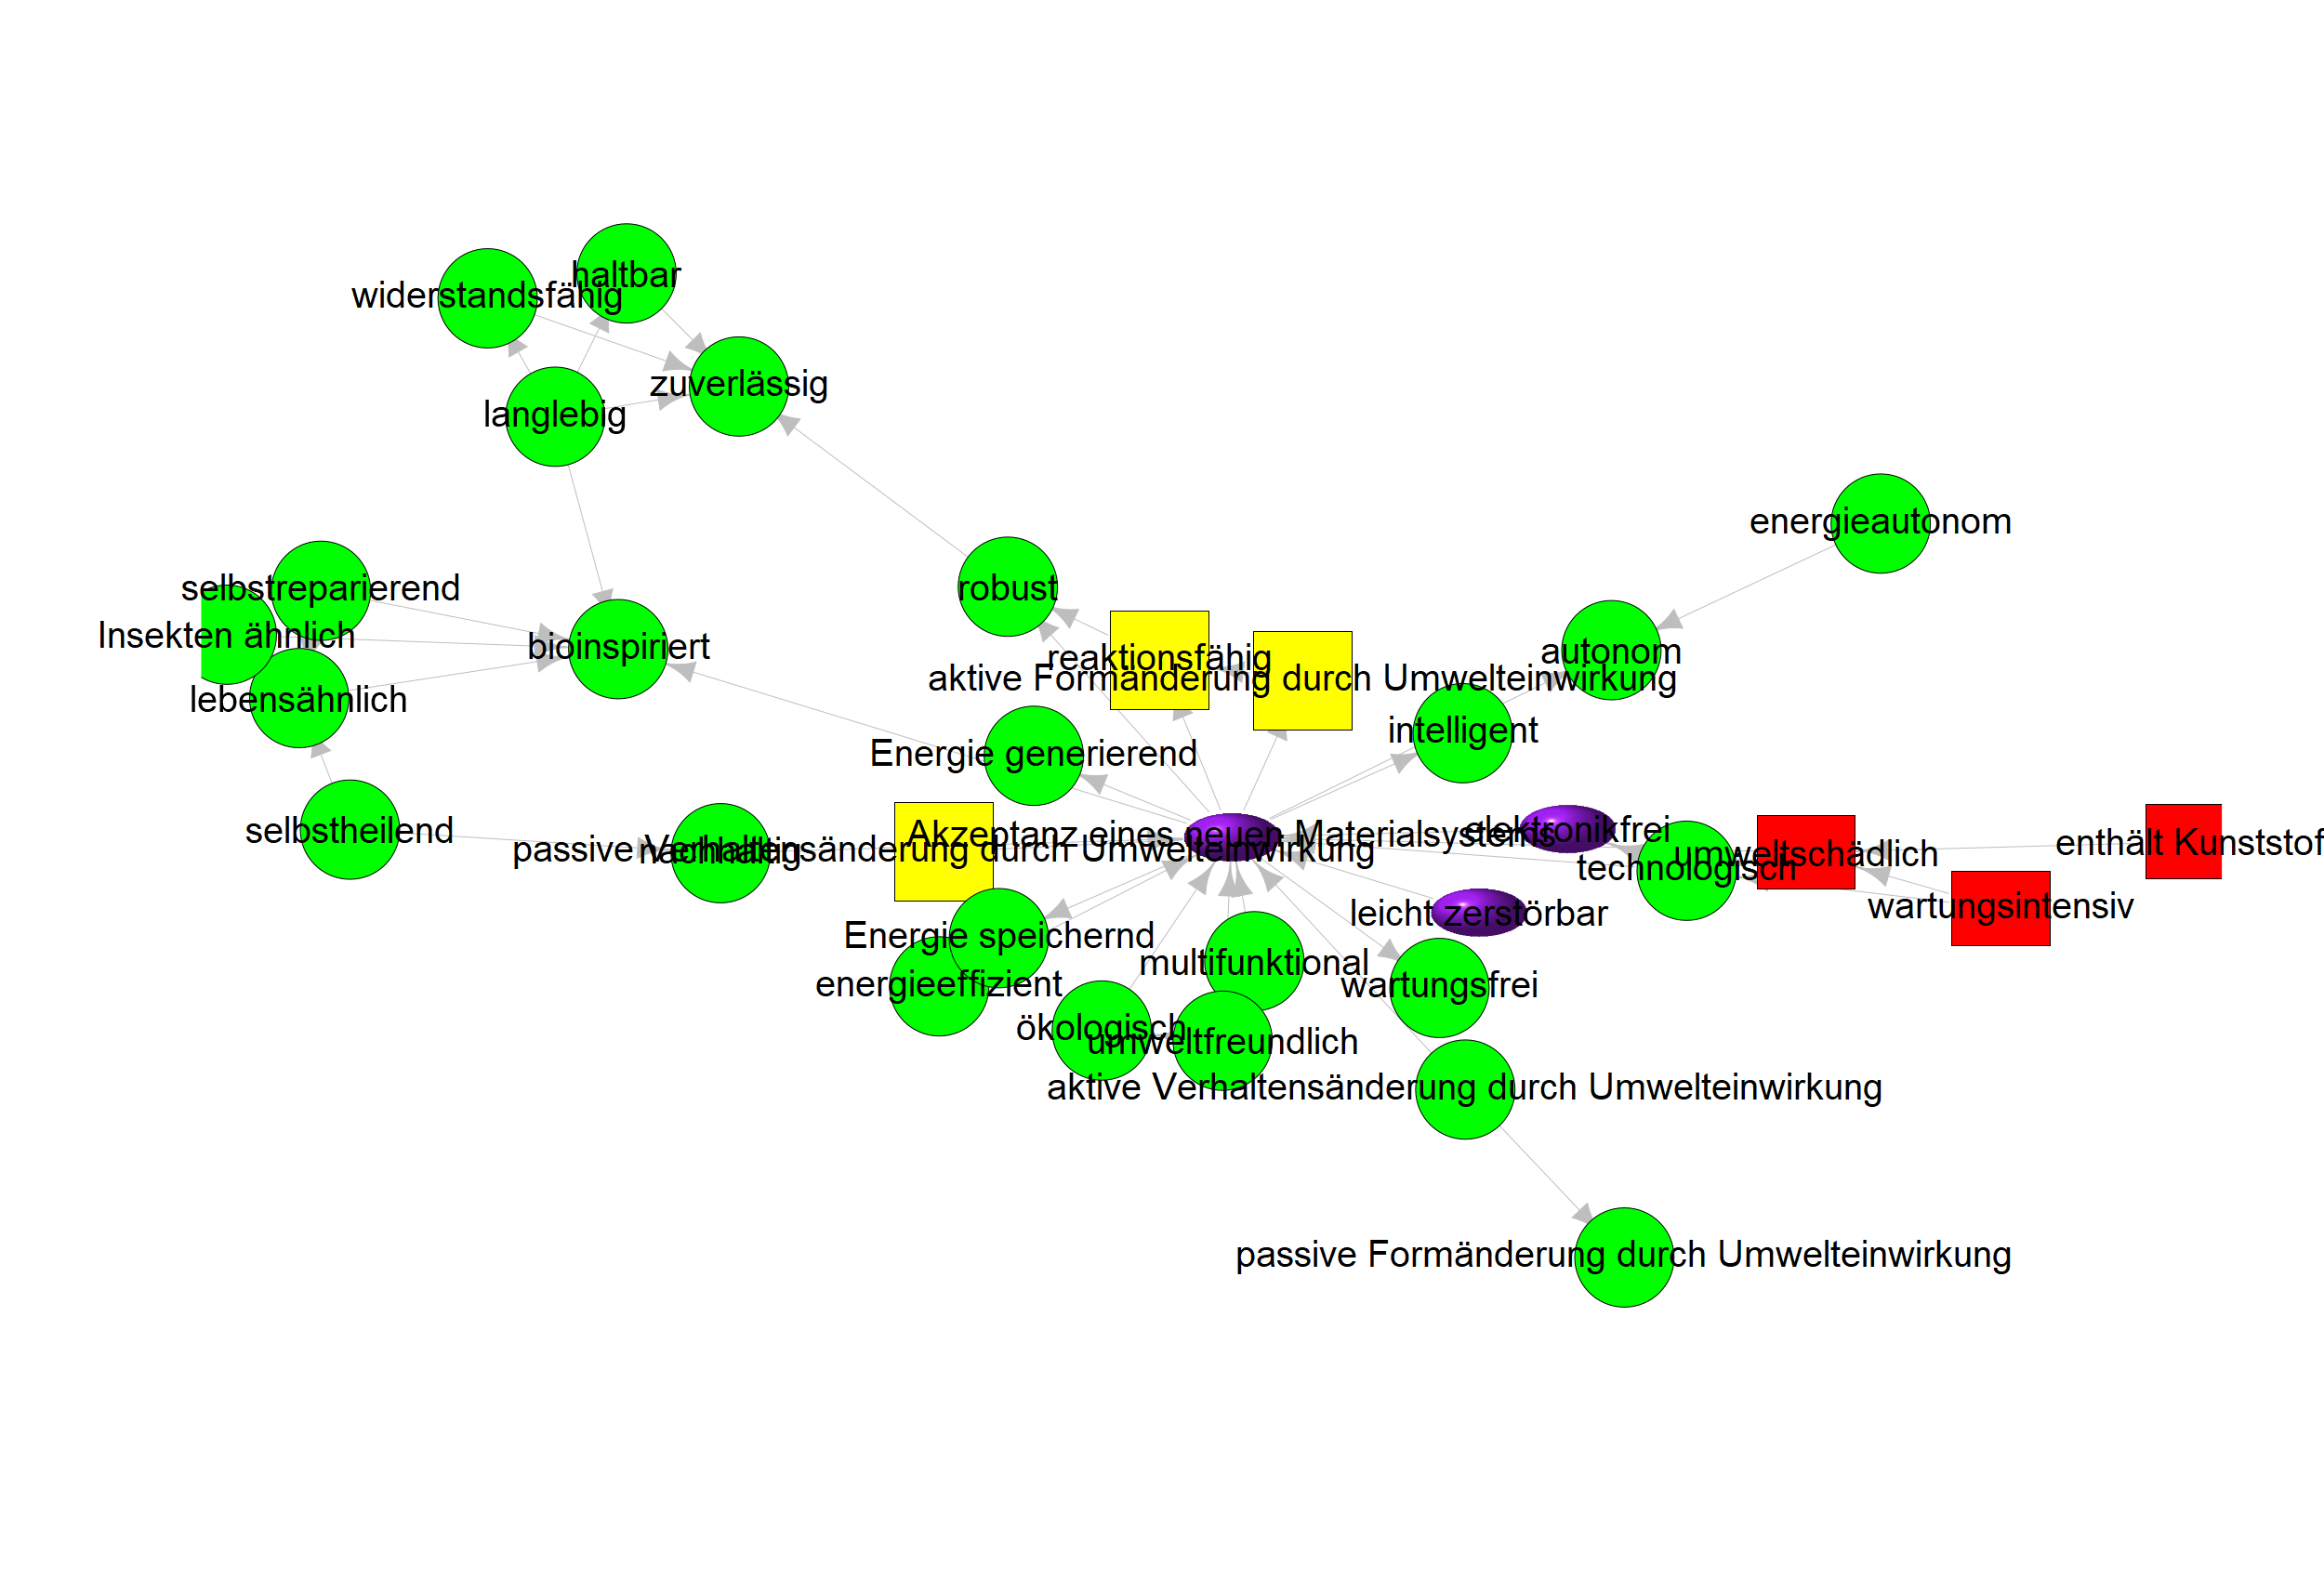 haltbar
widerstandsfähig
zuverlässig
langlebig
energieautonom
selbstreparierend
robust
Insekten ähnlich
bioinspiriert
autonom
reaktionsfähig
aktive Formänderung durch Umwelteinwirkung
lebensähnlich
intelligent
Energie generierend
selbstheilend
elektronikfrei
Akzeptanz eines neuen Materialsystems
enthält Kunststof
passive Verhaltensänderung durch Umwelteinwirkung
nachhaltig
umweltschädlich
technologisch
wartungsintensiv
leicht zerstörbar
Energie speichernd
multifunktional
energieeffizient
wartungsfrei
ökologisch
umweltfreundlich
aktive Verhaltensänderung durch Umwelteinwirkung
passive Formänderung durch Umwelteinwirkung